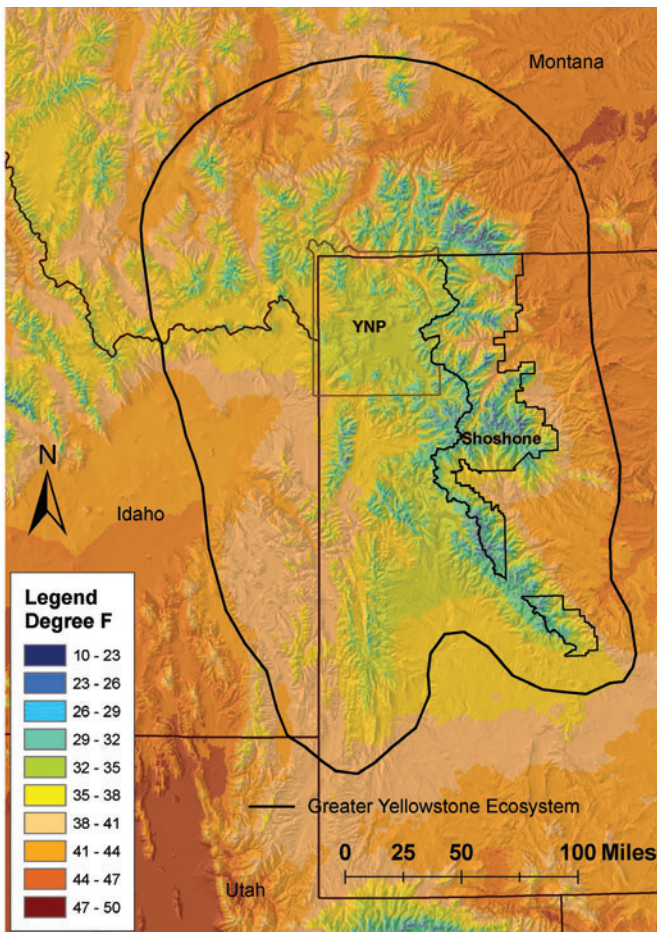 Montana
YNP
Shoshone
N
Idaho
Legend
Degree F
10 - 23
23 - 26
26 - 29
29 - 32
32 - 35
35 - 38
38 - 41
41 - 44
44 - 47
47 - 50
Greater Yellowstone Ecosystem
0 25 50 100 Miles
Utah